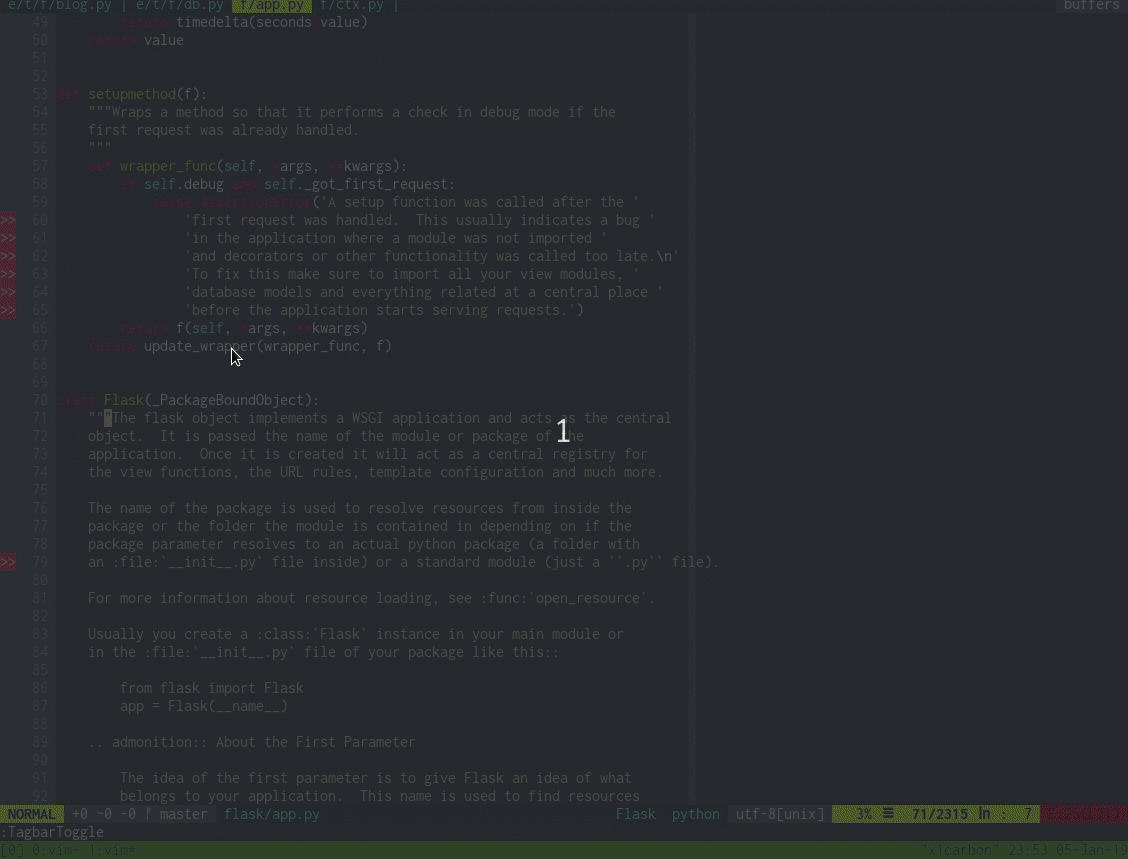 e/t/f/blog.py | e/t/f/db.py f/app.py f/ctx.py | buffers
49 return timedelta(seconds value)
50 return value
51
52
53 def setupmethod(f):
54 """Wraps a method so that it performs a check in debug mode if the
55 first request was already handled.
56 """
57 def wrapper_func(self, *args, **kwargs):
58 if self.debug and self._got_first_request:
59 raise AssertionError('A setup function was called after the '
>> 60 'first request was handled.  This usually indicates a bug '
>> 61 'in the application where a module was not imported '
>> 62 'and decorators or other functionality was called too late.\n'
>> 63 'To fix this make sure to import all your view modules, '
>> 64 'database models and everything related at a central place '
>> 65 'before the application starts serving requests.')
66 return f(self, *args, **kwargs)
67 return update_wrapper(wrapper_func, f)
68
69
70 class Flask(_PackageBoundObject):
71 """The flask object implements a WSGI application and acts as the central
72 object.  It is passed the name of the module or package of the
1
73 application.  Once it is created it will act as a central registry for
74 the view functions, the URL rules, template configuration and much more.
75
76 The name of the package is used to resolve resources from inside the
77 package or the folder the module is contained in depending on if the
78 package parameter resolves to an actual python package (a folder with
>> 79 an :file:`__init__.py` file inside) or a standard module (just a ``.py`` file).
80
81 For more information about resource loading, see :func:`open_resource`.
82
83 Usually you create a :class:`Flask` instance in your main module or
84 in the :file:`__init__.py` file of your package like this::
85
86 from flask import Flask
87 app = Flask(__name__)
88
89 .. admonition:: About the First Parameter
90
91 The idea of the first parameter is to give Flask an idea of what
92 belongs to your application.  This name is used to find resources
NORMAL +0 ~0 -0 master flask/app.py Flask python utf-8[unix] 3% ☰ 71/2315 ln : 7
:TagbarToggle
[0] 0:vim- 1:vim* "x1carbon" 23:53 05-Jan-19